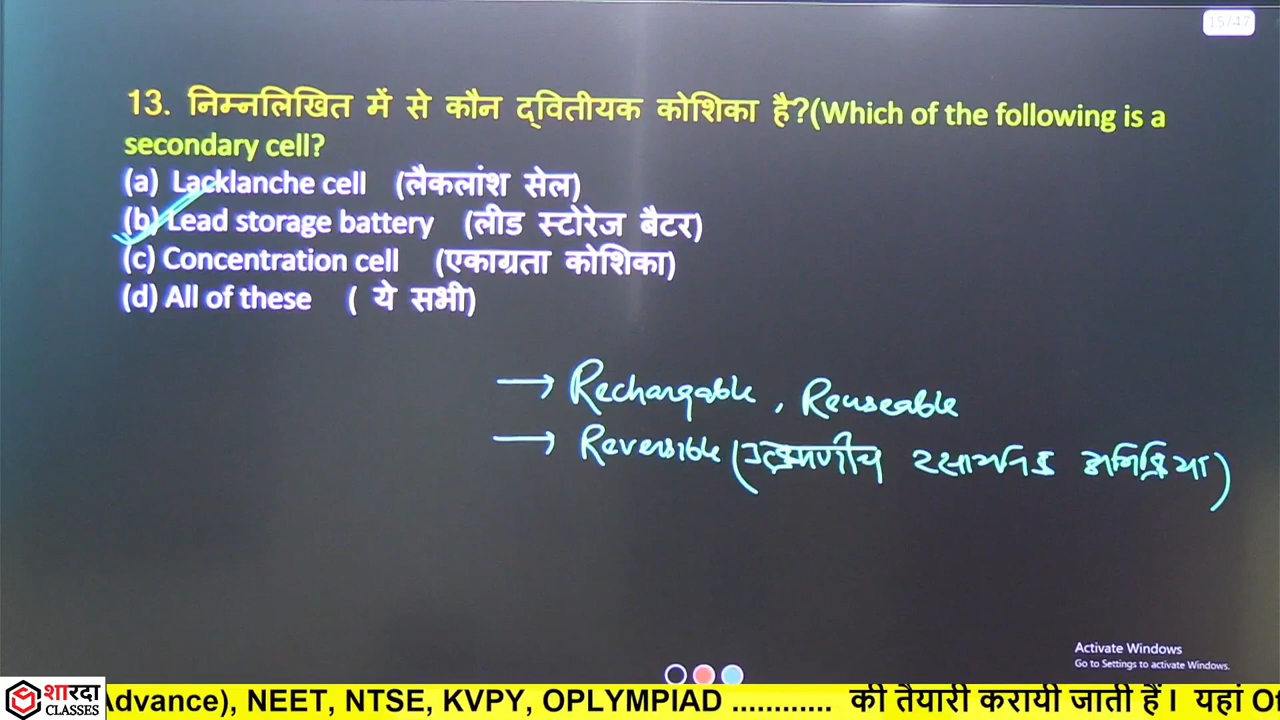 15/47
13. निम्नलिखित में से कौन द्वितीयक कोशिका है?(Which of the following is a
secondary cell?
(a) Lacklanche cell (लैकलांश सेल)
(b) Lead storage battery (लीड स्टोरेज बैटर)
(c) Concentration cell (एकाग्रता कोशिका)
(d) All of these ( ये सभी)
→ Rechargable, Reuseable
→ Reversible (उत्क्रमणीय रसायनिक अभिक्रिया)
Activate Windows
Go to Settings to activate Windows.
शारदा
CLASSES
Advance), NEET, NTSE, KVPY, OPLYMPIAD ............ की तैयारी करायी जाती हैं। यहां